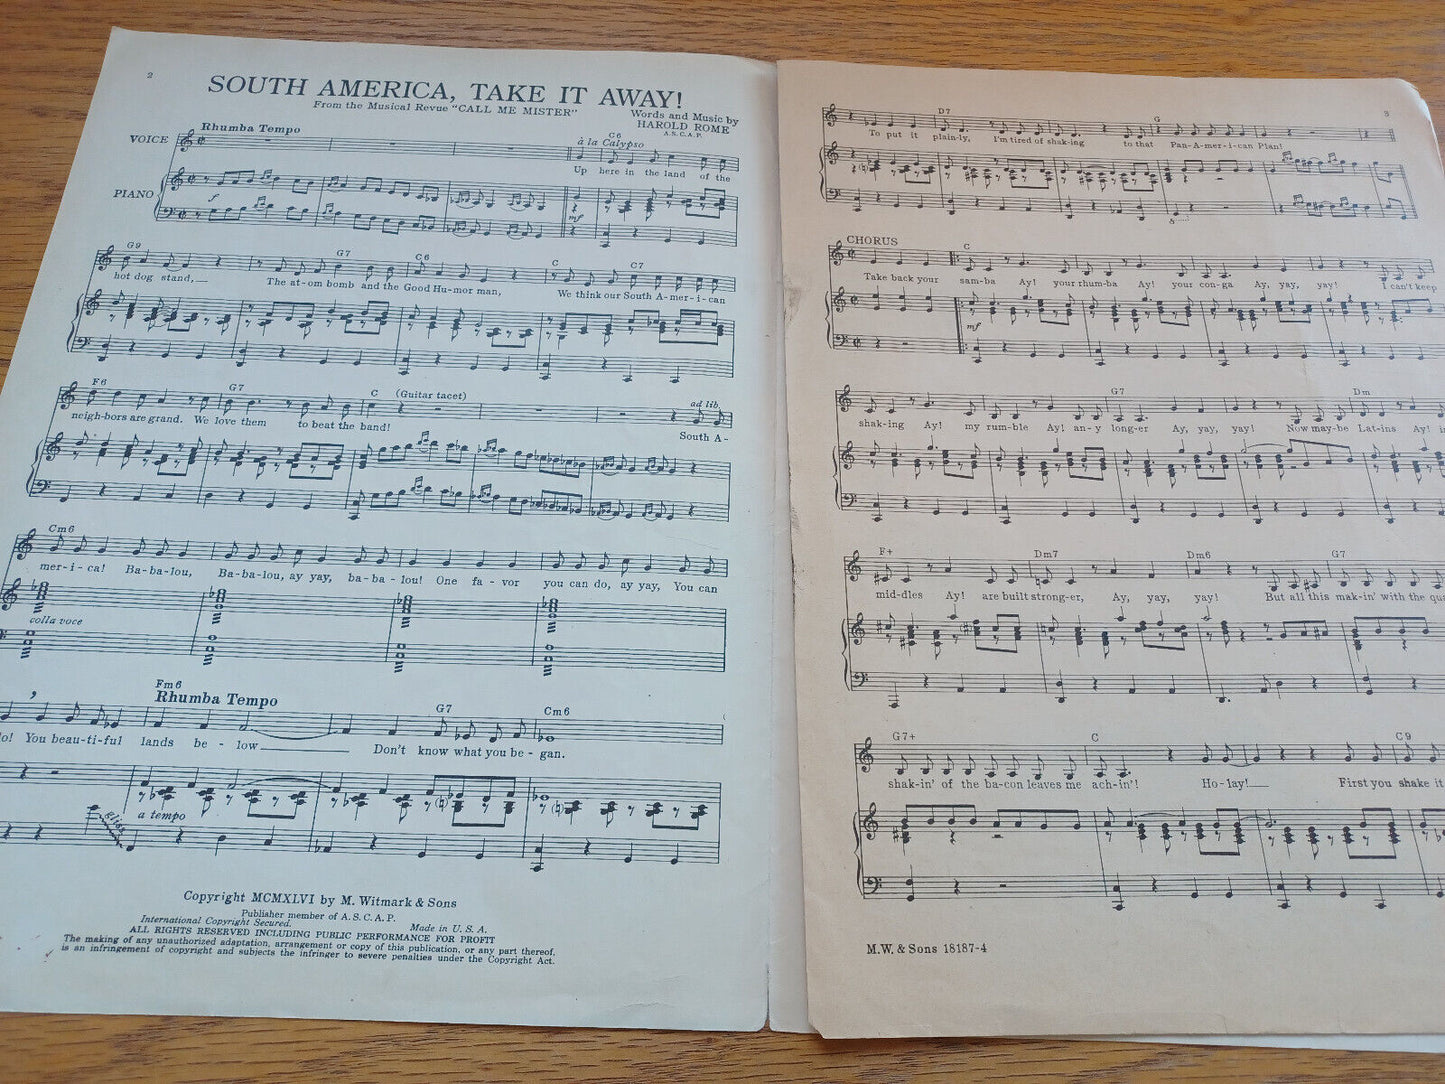 2
SOUTH AMERICA, TAKE IT AWAY!
From the Musical Revue "CALL ME MISTER"
Words and Music by
HAROLD ROME
A.S.C.A.P.
Rhumba Tempo
C6
à la Calypso
VOICE
Up here in the land of the
PIANO
f
mf
G9 G7 C6 C C7
hot dog stand,__ The at-om bomb and the Good Hu-mor man, We think our South A-mer-i-can
F6 G7 C (Guitar tacet) ad lib.
neigh-bors are grand. We love them to beat the band! South A-
Cm6
mer-i-ca! Ba-ba-lou, Ba-ba-lou, ay yay, ba-ba-lou! One fa-vor you can do, ay yay, You can
colla voce
Fm6
Rhumba Tempo
G7 Cm6
do! You beau-ti-ful lands be-low____ Don't know what you be-gan.
gliss.
a tempo
Copyright MCMXLVI by M. Witmark & Sons
Publisher member of A.S.C.A.P.
International Copyright Secured. Made in U.S.A.
ALL RIGHTS RESERVED INCLUDING PUBLIC PERFORMANCE FOR PROFIT
The making of any unauthorized adaptation, arrangement or copy of this publication, or any part thereof,
is an infringement of copyright and subjects the infringer to severe penalties under the Copyright Act.
3
D7 G
To put it plain-ly, I'm tired of shak-ing to that Pan-A-mer-i-can Plan!
CHORUS
C
Take back your sam-ba Ay! your rhum-ba Ay! your con-ga Ay, yay, yay! I can't keep
mf
G7 Dm
shak-ing Ay! my rum-ble Ay! an-y long-er Ay, yay, yay! Now may-be Lat-ins Ay!
F+ Dm7 Dm6 G7
mid-dles Ay! are built strong-er, Ay, yay, yay! But all this mak-in' with the
G7+ C C9
shak-in' of the ba-con leaves me ach-in'! Ho-lay!__ First you shake it
M.W. & Sons 18187-4